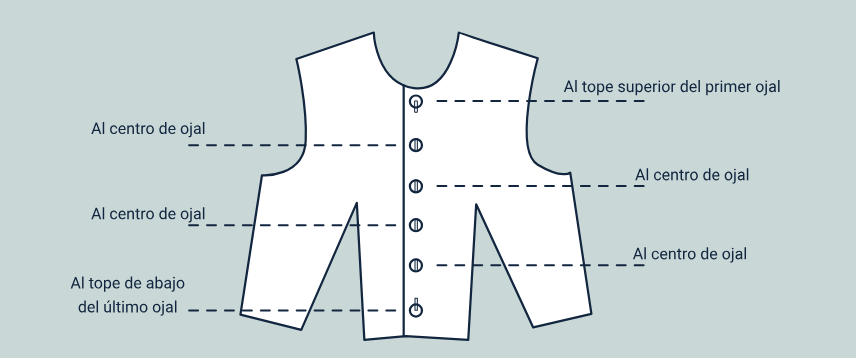 Al tope superior del primer ojal
Al centro de ojal
Al centro de ojal
Al centro de ojal
Al centro de ojal
Al tope de abajo
del último ojal